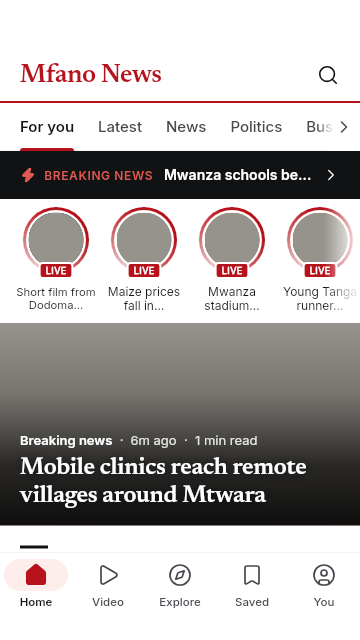 Mfano News
For you Latest News Politics Bus
BREAKING NEWS Mwanza schools be...
LIVE LIVE LIVE LIVE
Short film from Dodoma...
Maize prices fall in...
Mwanza stadium...
Young Tanga runner...
Breaking news · 6m ago · 1 min read
Mobile clinics reach remote
villages around Mtwara
Home Video Explore Saved You